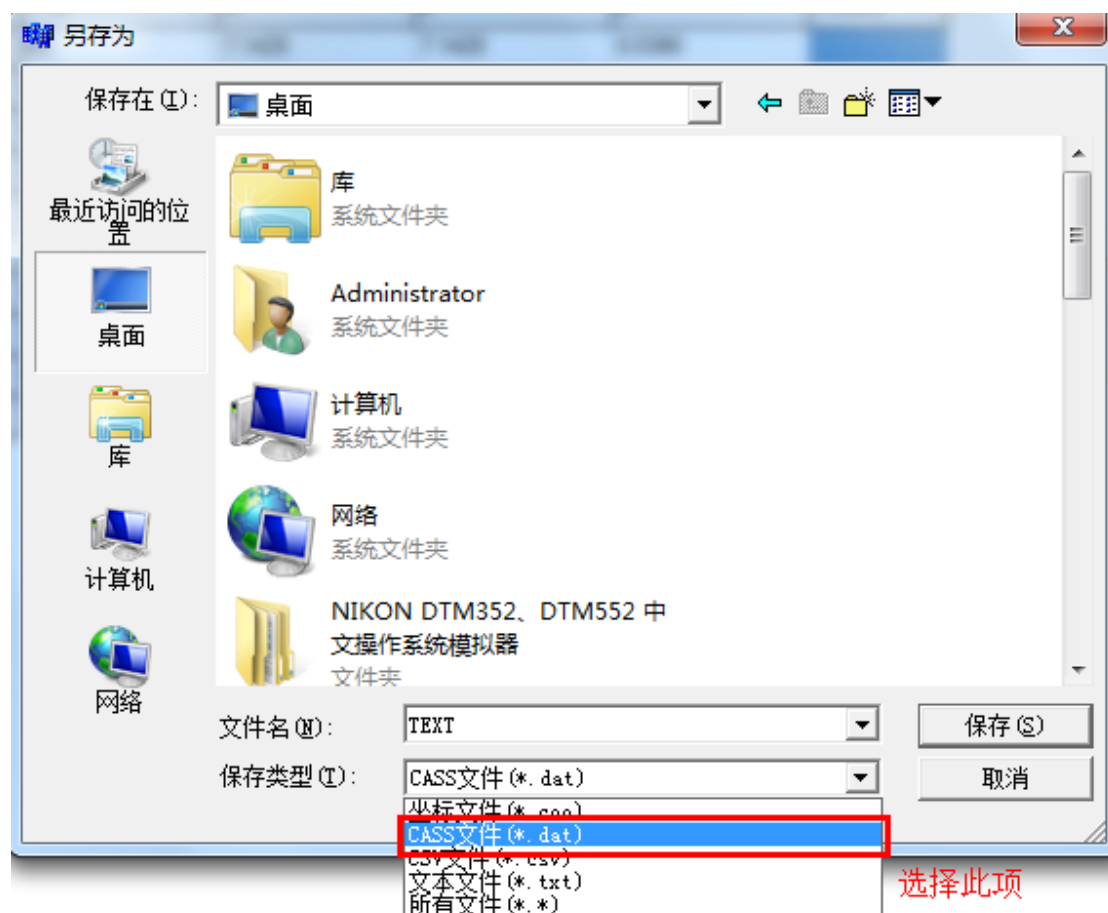 另存为
保存在(I):
桌面
最近访问的位
置
桌面
库
计算机
网络
库
系统文件夹
Administrator
系统文件夹
计算机
系统文件夹
网络
系统文件夹
NIKON DTM352、DTM552 中
文操作系统模拟器
文件夹
文件名(N):
TEXT
保存(S)
保存类型(T):
CASS文件(*.dat)
取消
坐标文件(*.coo)
CASS文件(*.dat)
CSV文件(*.csv)
文本文件(*.txt)
所有文件(*.*)
选择此项